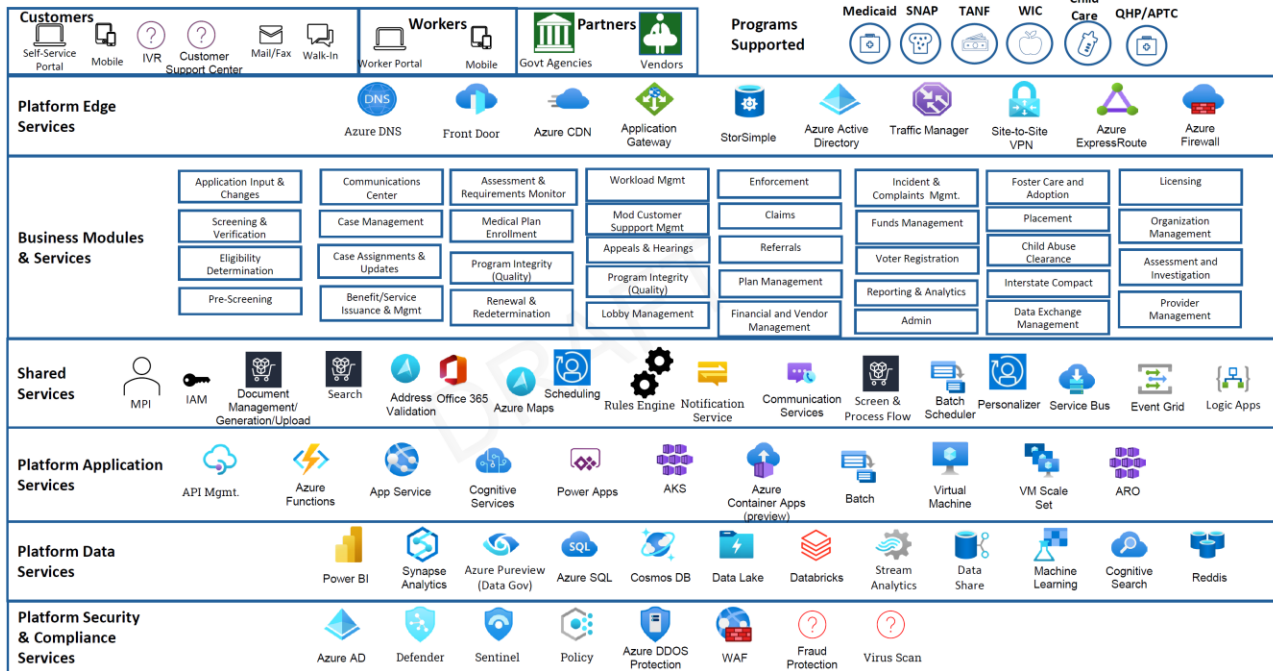 Customers
Self-Service
Portal
Mobile
?
IVR
?
Customer
Support Center
Mail/Fax
Walk-In
Workers
Worker Portal
Mobile
Partners
Govt Agencies
Vendors
Programs
Supported
Medicaid
SNAP
TANF
WIC
Child
Care
QHP/APTC
Platform Edge
Services
DNS
Azure DNS
Front Door
Azure CDN
Application
Gateway
StorSimple
Azure Active
Directory
Traffic Manager
Site-to-Site
VPN
Azure
ExpressRoute
Azure
Firewall
Business Modules
& Services
Application Input &
Changes
Screening &
Verification
Eligibility
Determination
Pre-Screening
Communications
Center
Case Management
Case Assignments &
Updates
Benefit/Service
Issuance & Mgmt
Assessment &
Requirements Monitor
Medical Plan
Enrollment
Program Integrity
(Quality)
Renewal &
Redetermination
Workload Mgmt
Mod Customer
Suppport Mgmt
Appeals & Hearings
Program Integrity
(Quality)
Lobby Management
Enforcement
Claims
Referrals
Plan Management
Financial and Vendor
Management
Incident &
Complaints Mgmt.
Funds Management
Voter Registration
Reporting & Analytics
Admin
Foster Care and
Adoption
Placement
Child Abuse
Clearance
Interstate Compact
Data Exchange
Management
Licensing
Organization
Management
Assessment and
Investigation
Provider
Management
DRAFT
Shared
Services
MPI
IAM
Document
Management/
Generation/Upload
Search
Address
Validation
Office 365
Azure Maps
Scheduling
Rules Engine
Notification
Service
Communication
Services
Screen &
Process Flow
Batch
Scheduler
Personalizer
Service Bus
Event Grid
Logic Apps
Platform Application
Services
API Mgmt.
Azure
Functions
App Service
Cognitive
Services
Power Apps
AKS
Azure
Container Apps
(preview)
Batch
Virtual
Machine
VM Scale
Set
ARO
Platform Data
Services
Power BI
Synapse
Analytics
Azure Pureview
(Data Gov)
SQL
Azure SQL
Cosmos DB
Data Lake
Databricks
Stream
Analytics
Data
Share
Machine
Learning
Cognitive
Search
Reddis
Platform Security
& Compliance
Services
Azure AD
Defender
Sentinel
Policy
Azure DDOS
Protection
WAF
?
Fraud
Protection
?
Virus Scan